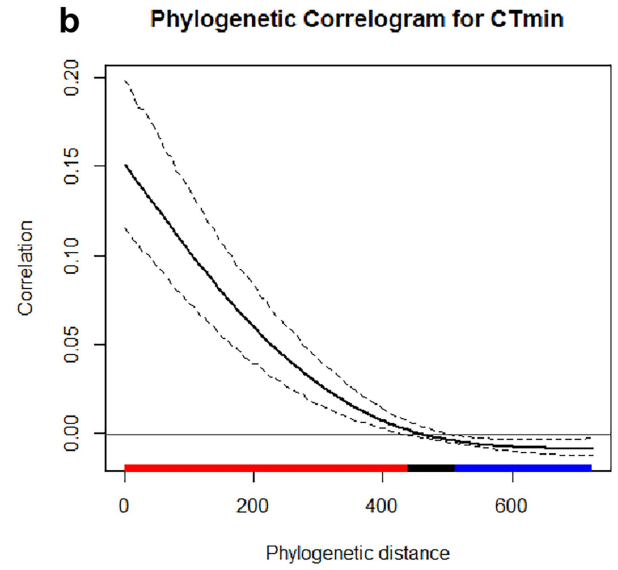 b Phylogenetic Correlogram for CTmin
0.20
0.15
0.10
0.05
0.00
Correlation
0 200 400 600
Phylogenetic distance